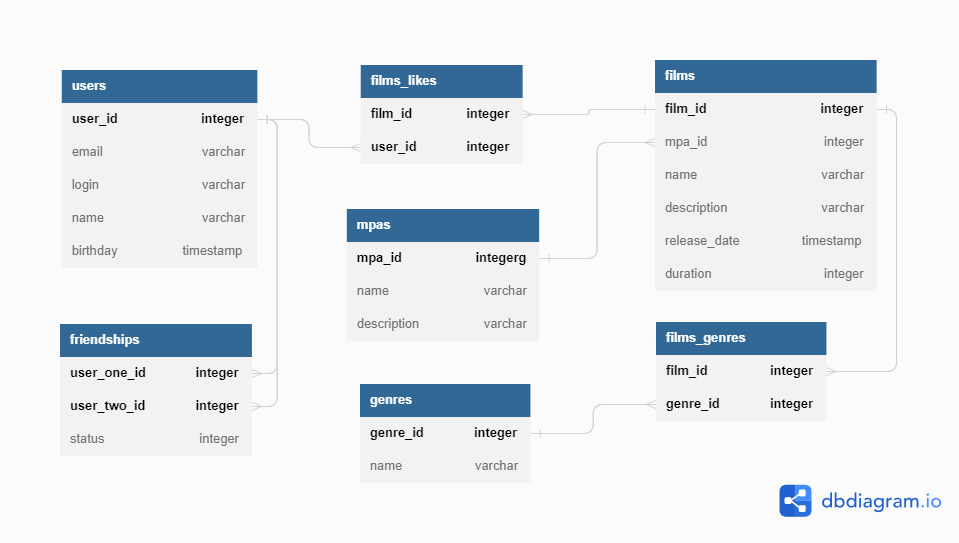 users
user_id integer
email varchar
login varchar
name varchar
birthday timestamp
friendships
user_one_id integer
user_two_id integer
status integer
films_likes
film_id integer
user_id integer
mpas
mpa_id integerg
name varchar
description varchar
genres
genre_id integer
name varchar
films
film_id integer
mpa_id integer
name varchar
description varchar
release_date timestamp
duration integer
films_genres
film_id integer
genre_id integer
dbdiagram.io